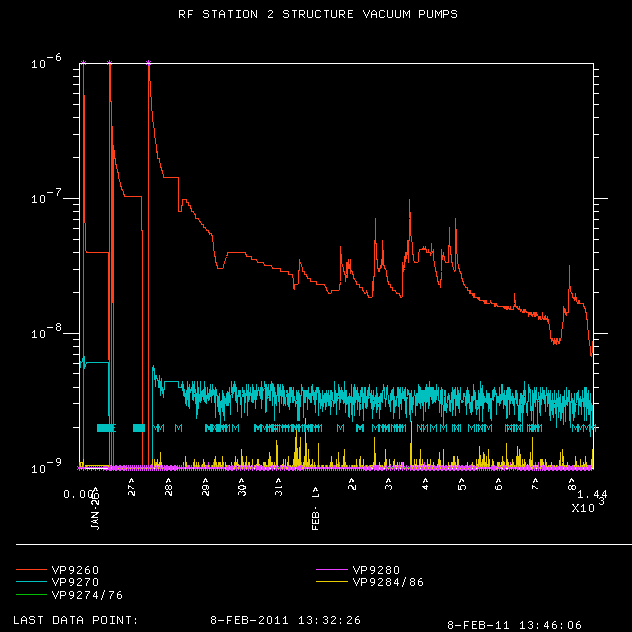 RF STATION 2 STRUCTURE VACUUM PUMPS
10^-6
10^-7
10^-8
10^-9
0.00 1.44
JAN-26> 27> 28> 29> 30> 31> FEB- 1> 2> 3> 4> 5> 6> 7> 8>
X10^3
VP9260 VP9280
VP9270 VP9284/86
VP9274/76
LAST DATA POINT: 8-FEB-2011 13:32:26 8-FEB-11 13:46:06